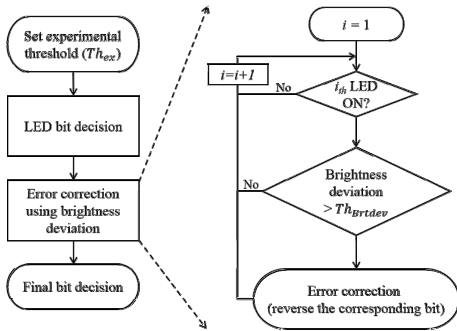 Set experimental
threshold (Th_ex)
LED bit decision
Error correction
using brightness
deviation
Final bit decision
i = 1
i=i+1
i_th LED
ON?
No
Brightness
deviation
> Th_Brtdev
No
Error correction
(reverse the corresponding bit)